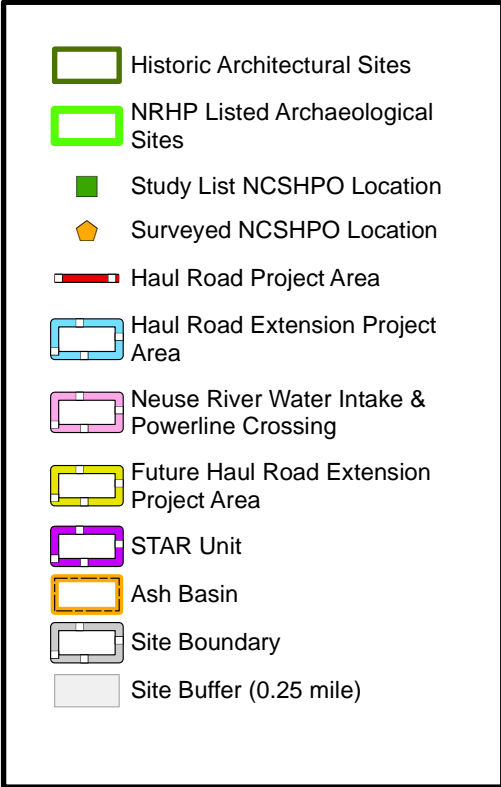 Historic Architectural Sites
NRHP Listed Archaeological
Sites
Study List NCSHPO Location
Surveyed NCSHPO Location
Haul Road Project Area
Haul Road Extension Project
Area
Neuse River Water Intake &
Powerline Crossing
Future Haul Road Extension
Project Area
STAR Unit
Ash Basin
Site Boundary
Site Buffer (0.25 mile)